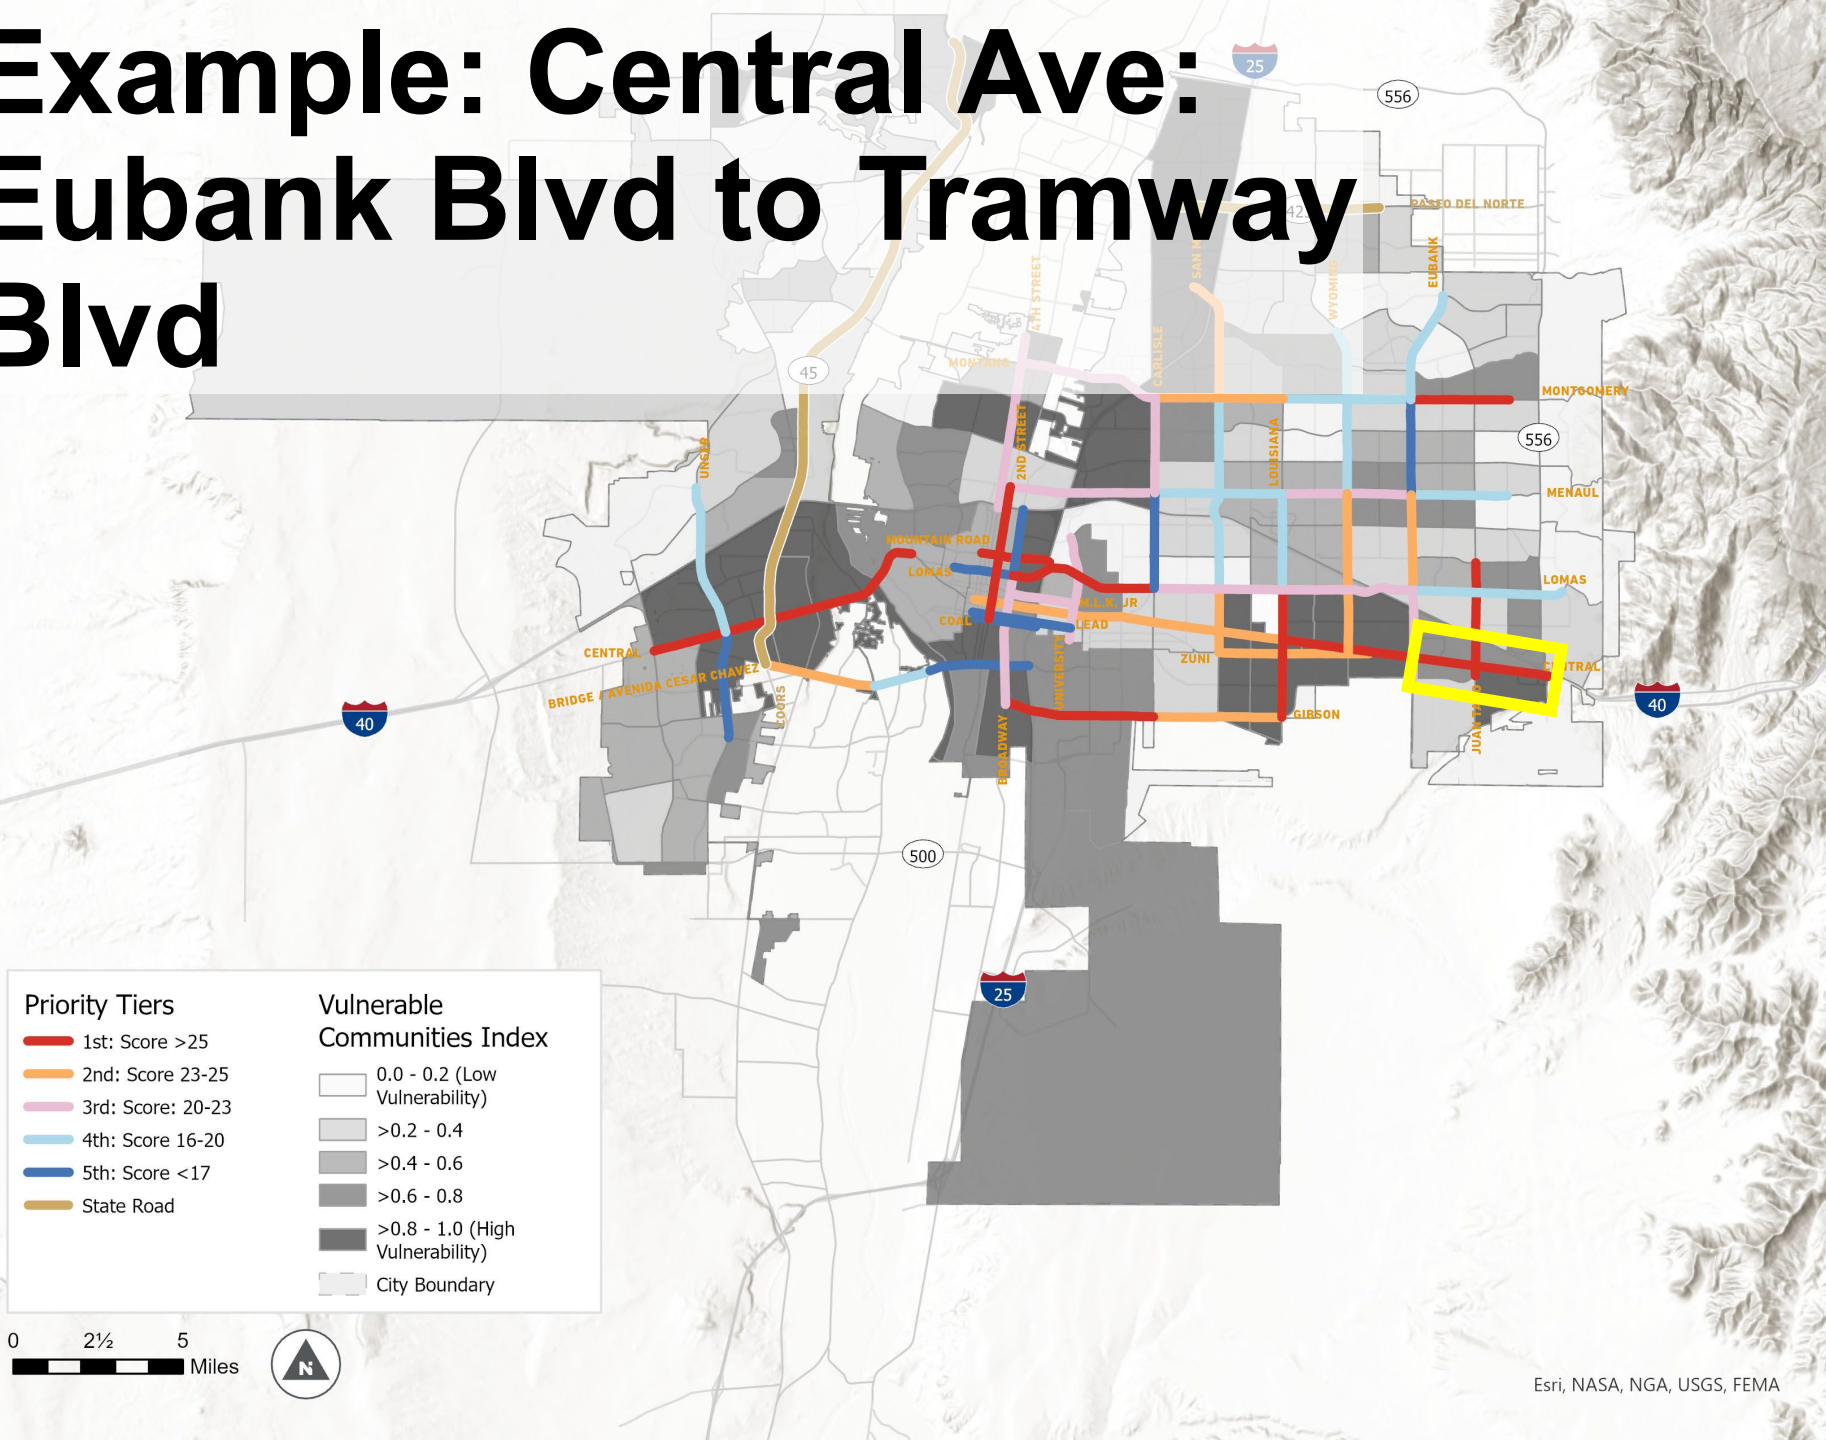 Example: Central Ave:
Eubank Blvd to Tramway
Blvd
25
556
PASEO DEL NORTE
EUBANK
WYOMING
4TH STREET
CARLISLE
MONTANO
45
MONTGOMERY
556
UNSER
2ND STREET
LOUISIANA
MENAUL
MOUNTAIN ROAD
LOMAS
LOMAS
M.L.K. JR
COAL
LEAD
CENTRAL
ZUNI
CENTRAL
BRIDGE / AVENIDA CESAR CHAVEZ
COORS
UNIVERSITY
BROADWAY
GIBSON
40
40
500
25
Priority Tiers
1st: Score >25
2nd: Score 23-25
3rd: Score: 20-23
4th: Score 16-20
5th: Score <17
State Road
Vulnerable
Communities Index
0.0 - 0.2 (Low
Vulnerability)
>0.2 - 0.4
>0.4 - 0.6
>0.6 - 0.8
>0.8 - 1.0 (High
Vulnerability)
City Boundary
0 2½ 5
Miles
N
Esri, NASA, NGA, USGS, FEMA